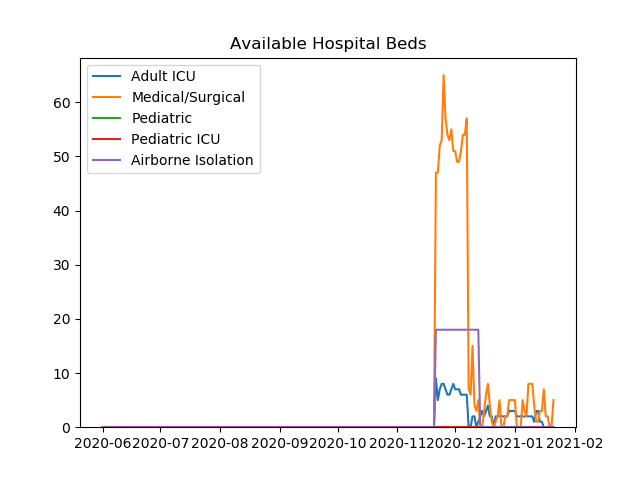 Available Hospital Beds
Adult ICU
Medical/Surgical
Pediatric
Pediatric ICU
Airborne Isolation
60
50
40
30
20
10
0
2020-06 2020-07 2020-08 2020-09 2020-10 2020-11 2020-12 2021-01 2021-02